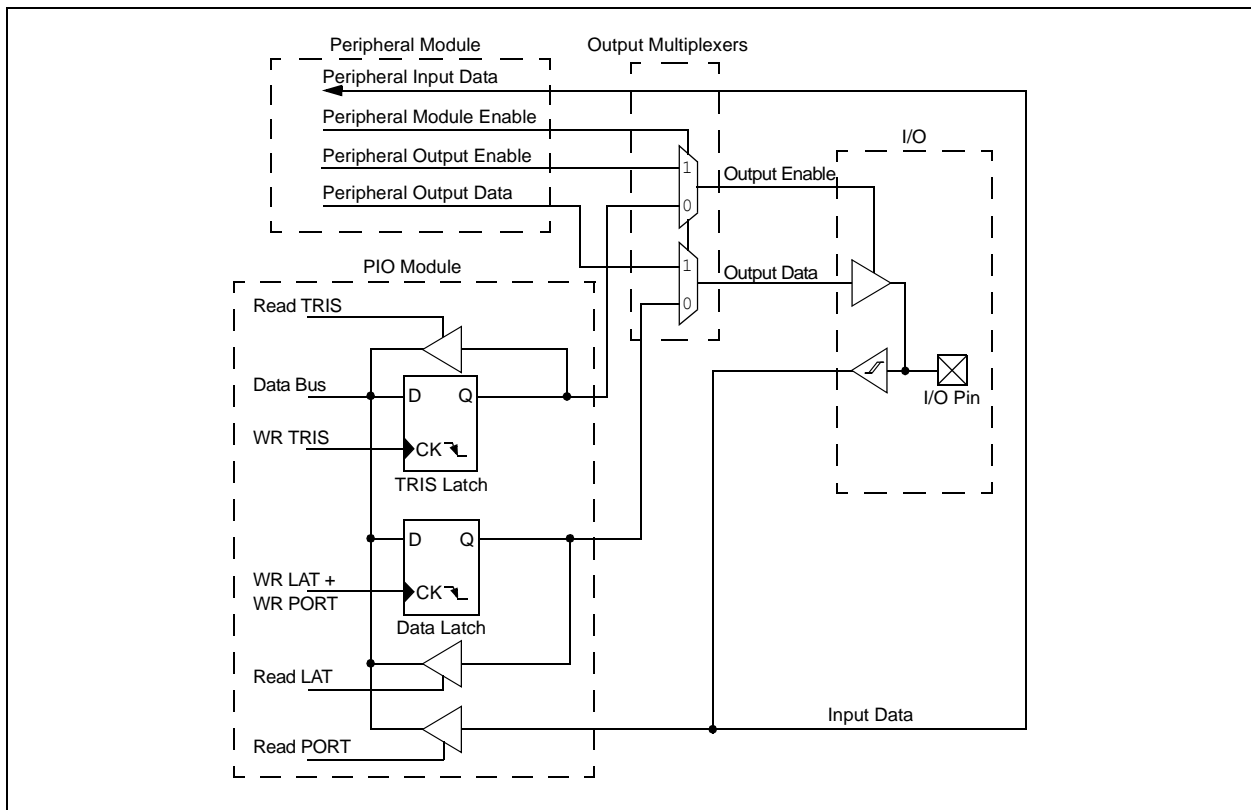 Peripheral Module
Output Multiplexers
Peripheral Input Data
Peripheral Module Enable
I/O
Peripheral Output Enable
1
Output Enable
Peripheral Output Data
0
PIO Module
1
Output Data
0
Read TRIS
Data Bus
D
Q
I/O Pin
WR TRIS
CK
TRIS Latch
D
Q
WR LAT +
WR PORT
CK
Data Latch
Read LAT
Input Data
Read PORT